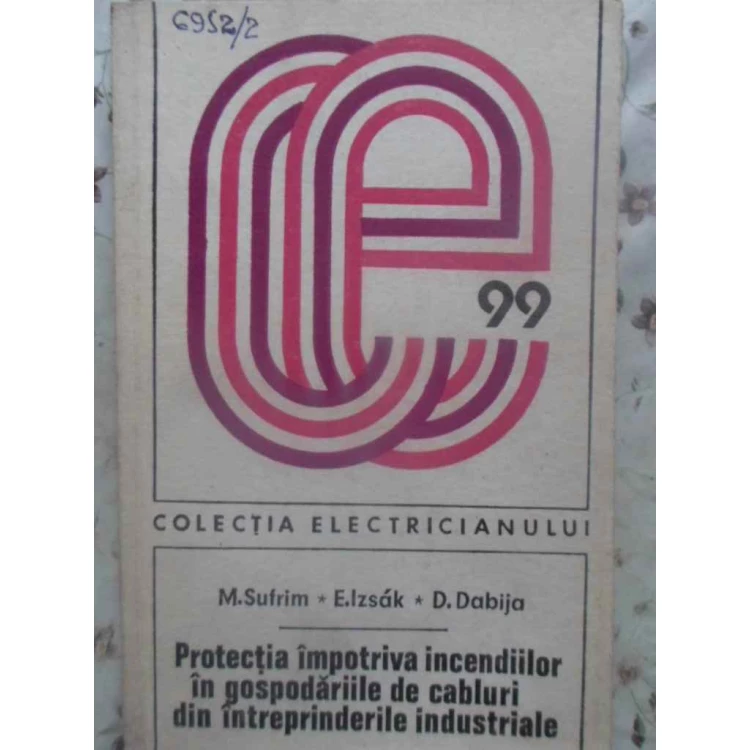 6952/2
99
COLECȚIA ELECTRICIANULUI
M.Sufrim * E.Izsák * D.Dabija
Protecția împotriva incendiilor
în gospodăriile de cabluri
din întreprinderile industriale